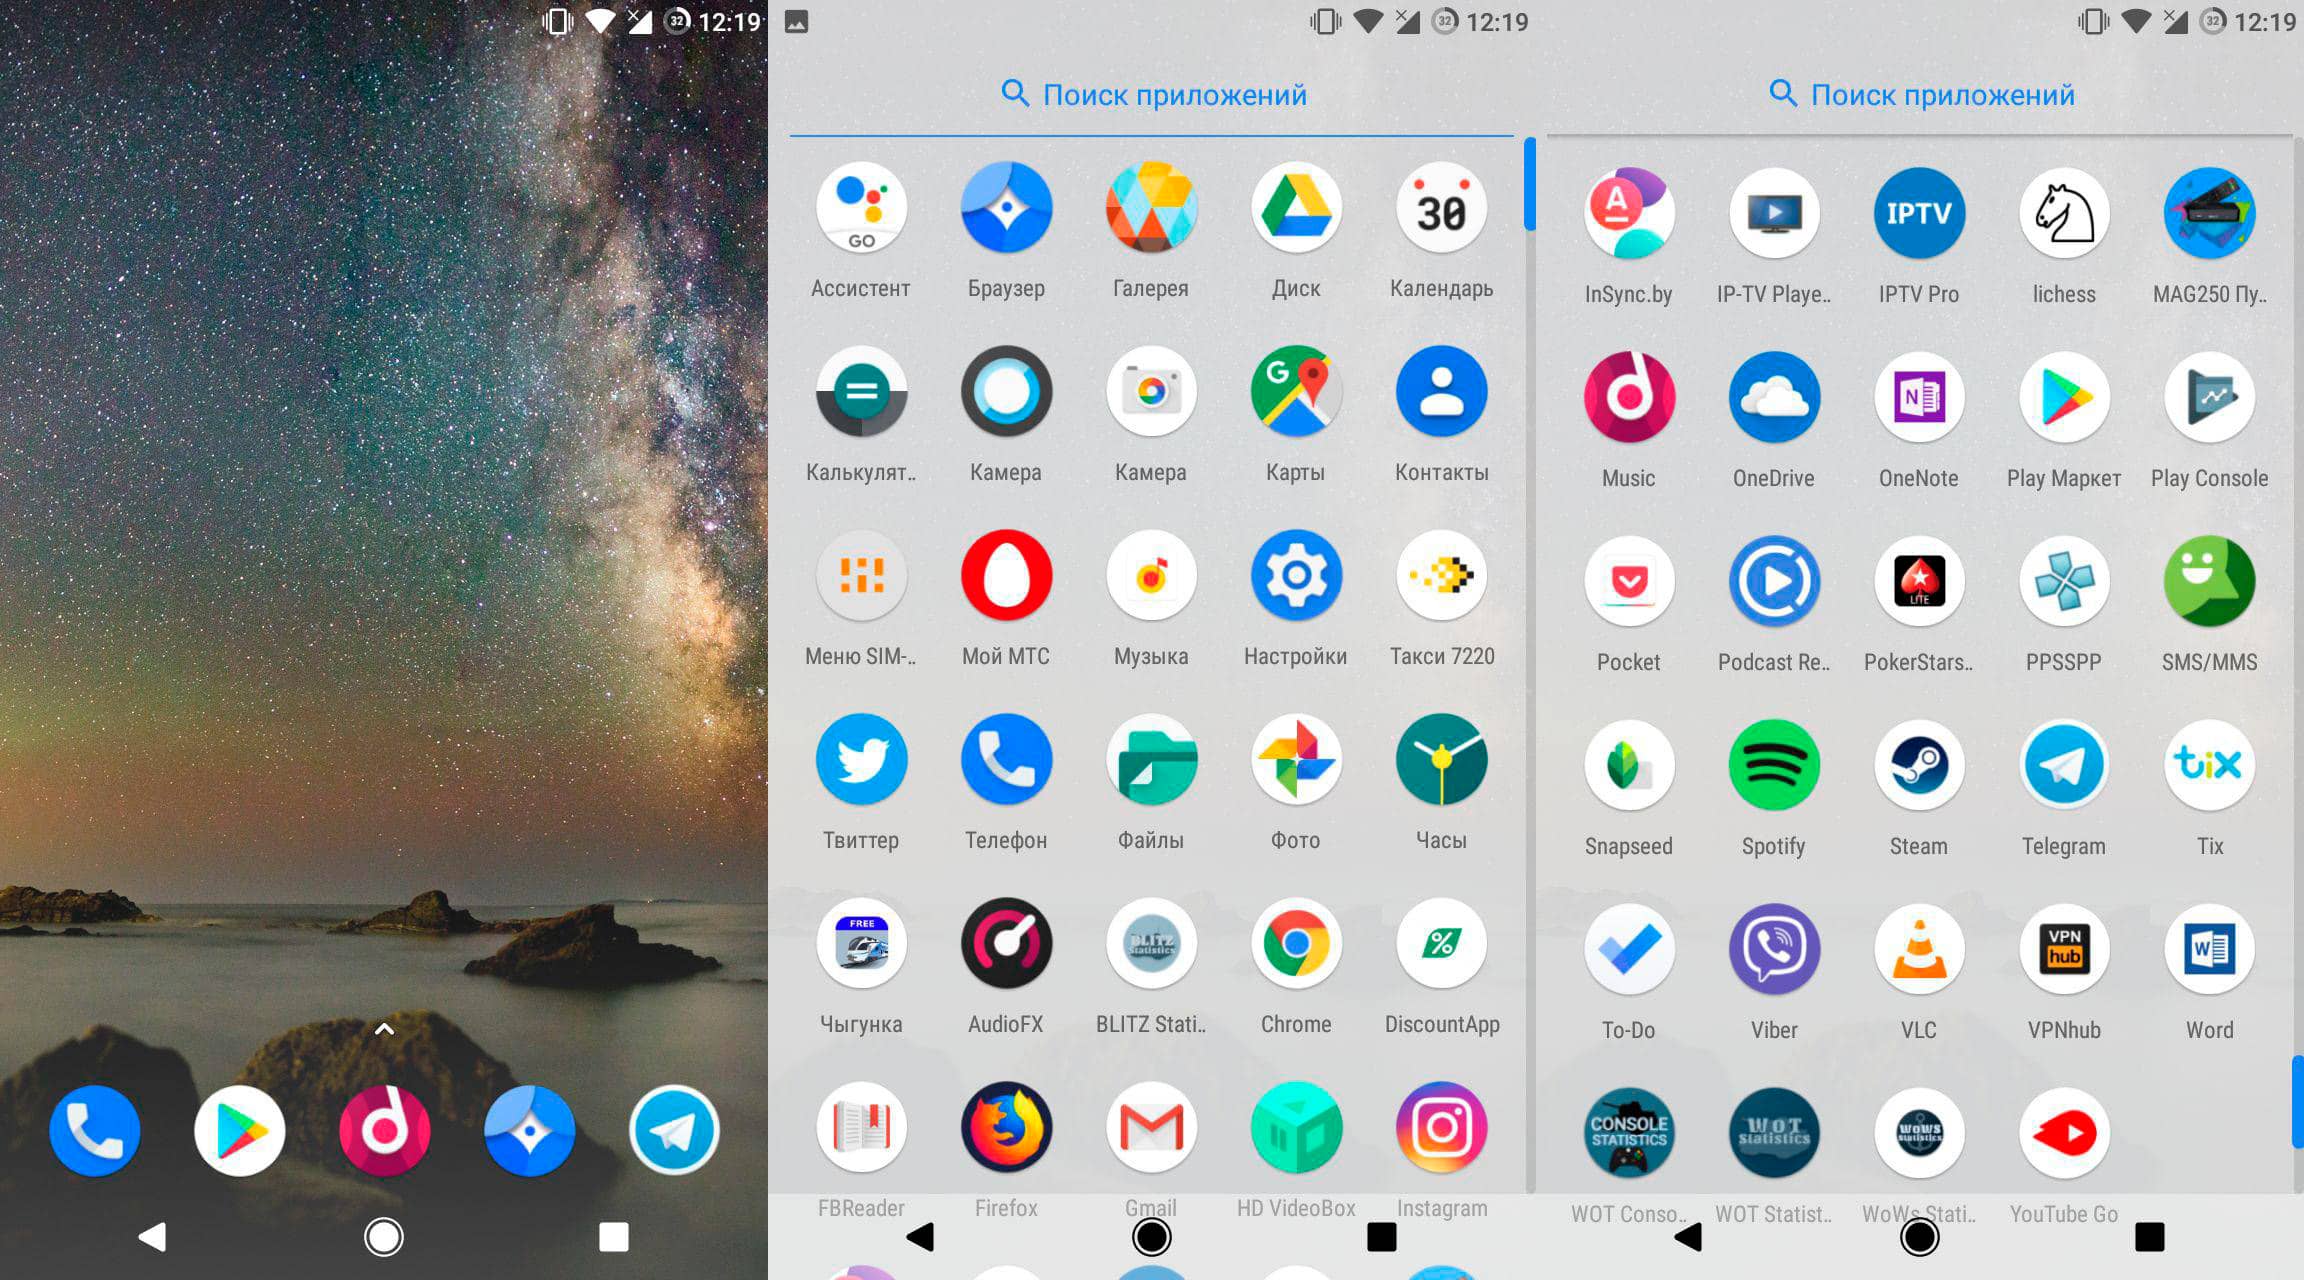 32 12:19
32 12:19
Поиск приложений
GO
30
Ассистент Браузер Галерея Диск Календарь
G
Калькулят.. Камера Камера Карты Контакты
Меню SIM-.. Мой МТС Музыка Настройки Такси 7220
Твиттер Телефон Файлы Фото Часы
FREE
BLITZ
Statistics
%
Чыгунка AudioFX BLITZ Stati.. Chrome DiscountApp
FBReader Firefox Gmail HD VideoBox Instagram
32 12:19
Поиск приложений
A
IPTV
InSync.by IP-TV Playe.. IPTV Pro lichess MAG250 Пу..
N
Music OneDrive OneNote Play Маркет Play Console
LITE
Pocket Podcast Re.. PokerStars.. PPSSPP SMS/MMS
tix
Snapseed Spotify Steam Telegram Tix
VPN
hub
W
To-Do Viber VLC VPNhub Word
CONSOLE
STATISTICS
WOT
Statistics
WoWs
Statistics
WOT Conso.. WOT Statist.. WoWs Stati.. YouTube Go